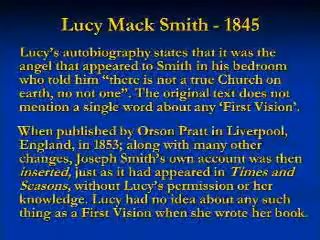 Lucy Mack Smith - 1845
Lucy's autobiography states that it was the
angel that appeared to Smith in his bedroom
who told him "there is not a true Church on
earth, no not one". The original text does not
mention a single word about any 'First Vision'.
When published by Orson Pratt in Liverpool,
England, in 1853; along with many other
changes, Joseph Smith's own account was then
inserted, just as it had appeared in Times and
Seasons, without Lucy's permission or her
knowledge. Lucy had no idea about any such
thing as a First Vision when she wrote her book.